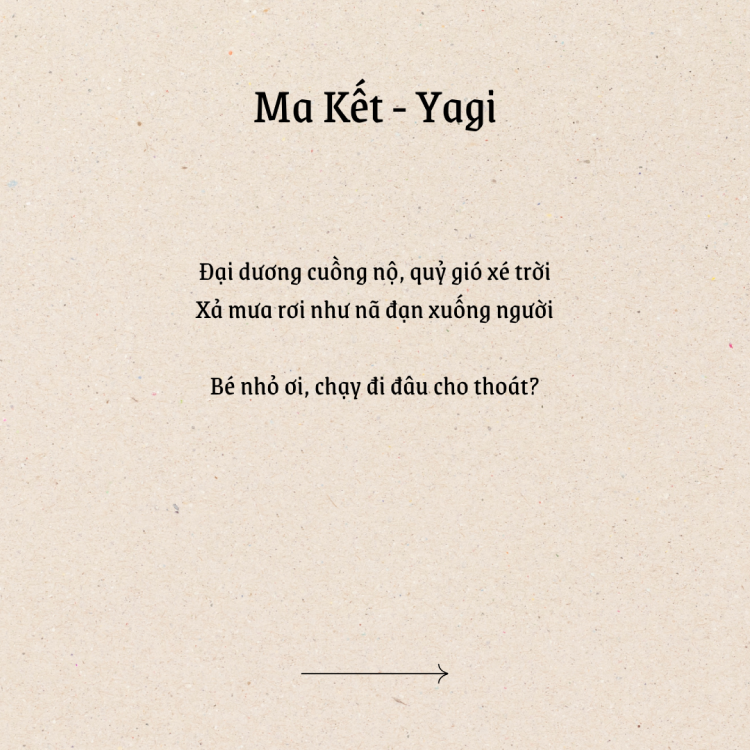 Ma Kết - Yagi
Đại dương cuồng nộ, quỷ gió xé trời
Xả mưa rơi như nã đạn xuống người
Bé nhỏ ơi, chạy đi đâu cho thoát?